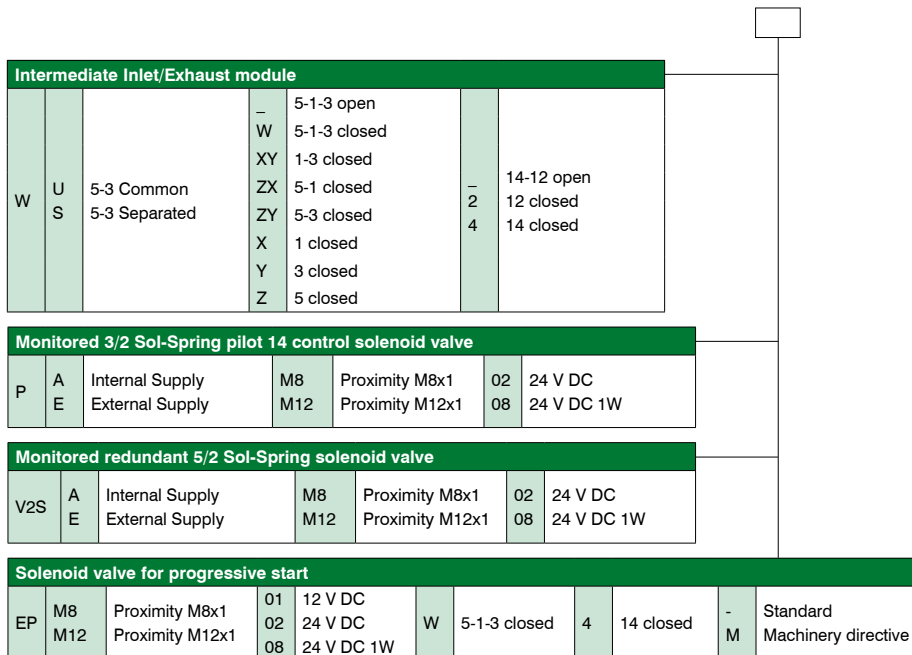 Intermediate Inlet/Exhaust module
W
U 5-3 Common
S 5-3 Separated
_ 5-1-3 open
W 5-1-3 closed
XY 1-3 closed
ZX 5-1 closed
ZY 5-3 closed
X 1 closed
Y 3 closed
Z 5 closed
_ 14-12 open
2 12 closed
4 14 closed
Monitored 3/2 Sol-Spring pilot 14 control solenoid valve
P
A Internal Supply M8 Proximity M8x1 02 24 V DC
E External Supply M12 Proximity M12x1 08 24 V DC 1W
Monitored redundant 5/2 Sol-Spring solenoid valve
V2S
A Internal Supply M8 Proximity M8x1 02 24 V DC
E External Supply M12 Proximity M12x1 08 24 V DC 1W
Solenoid valve for progressive start
EP
M8 Proximity M8x1
M12 Proximity M12x1
01 12 V DC
02 24 V DC
08 24 V DC 1W
W 5-1-3 closed
4 14 closed
- Standard
M Machinery directive